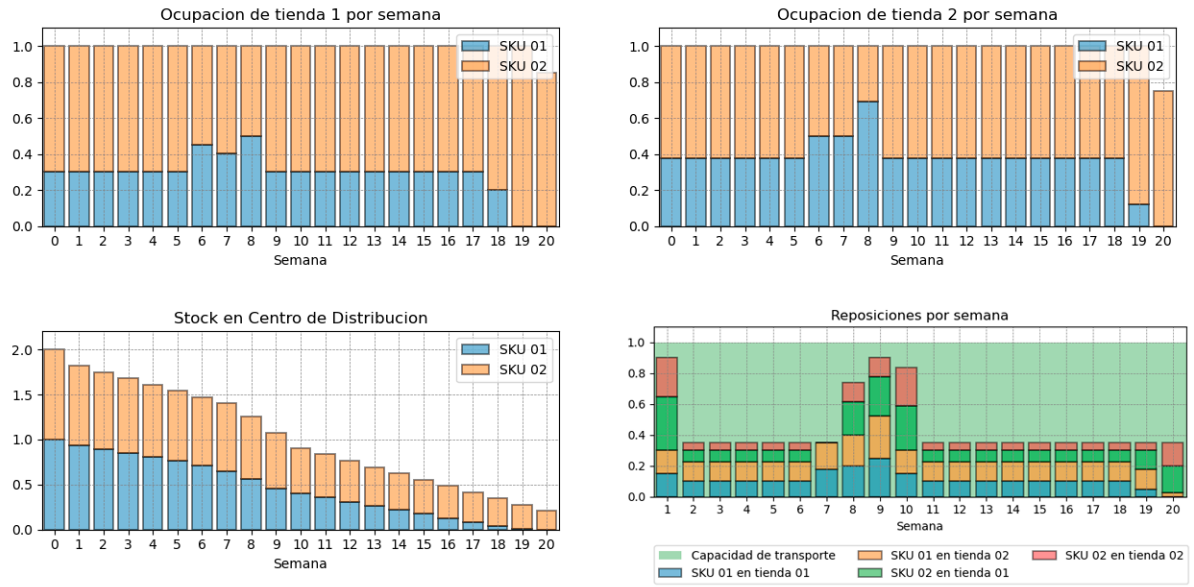 Ocupacion de tienda 1 por semana
1.0
0.8
0.6
0.4
0.2
0.0
SKU 01
SKU 02
0 1 2 3 4 5 6 7 8 9 10 11 12 13 14 15 16 17 18 19 20
Semana
Ocupacion de tienda 2 por semana
1.0
0.8
0.6
0.4
0.2
0.0
SKU 01
SKU 02
0 1 2 3 4 5 6 7 8 9 10 11 12 13 14 15 16 17 18 19 20
Semana
Stock en Centro de Distribucion
2.0
1.5
1.0
0.5
0.0
SKU 01
SKU 02
0 1 2 3 4 5 6 7 8 9 10 11 12 13 14 15 16 17 18 19 20
Semana
Reposiciones por semana
1.0
0.8
0.6
0.4
0.2
0.0
1 2 3 4 5 6 7 8 9 10 11 12 13 14 15 16 17 18 19 20
Semana
Capacidad de transporte
SKU 01 en tienda 01
SKU 01 en tienda 02
SKU 02 en tienda 01
SKU 02 en tienda 02